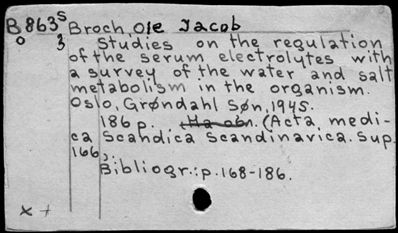 B863s Broch, Ole Jacob
o 3 Studies on the regulation
of the serum electrolytes with
a survey of the water and salt
metabolism in the organism.
Oslo, Grøndahl Søn, 1945.
186 p. (Acta medi-
ca Scandica Scandinavica. Sup.
166)
Bibliogr.: p.168-186.
x +